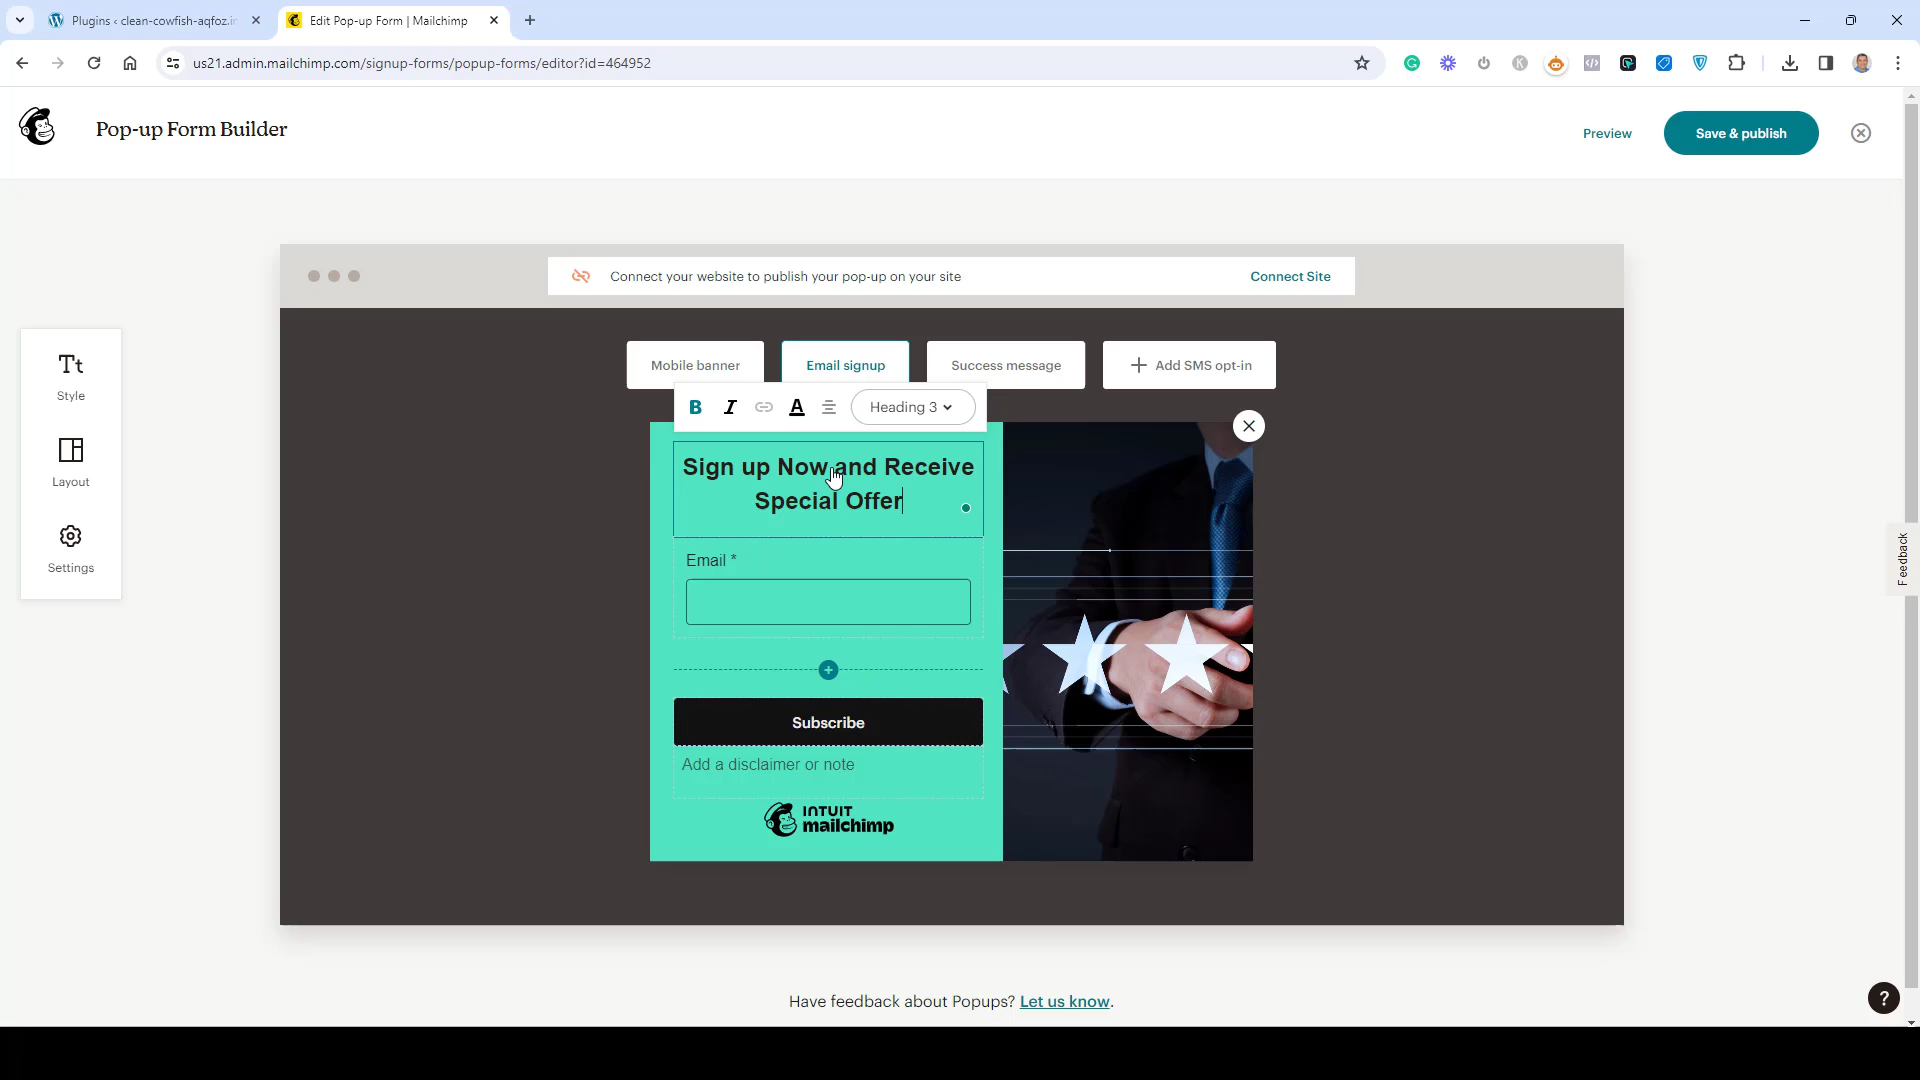 Plugins ‹ clean-cowfish-aqfoz.in
Edit Pop-up Form | Mailchimp
us21.admin.mailchimp.com/signup-forms/popup-forms/editor?id=464952
Pop-up Form Builder
Preview
Save & publish
Connect your website to publish your pop-up on your site
Connect Site
Tt
Style
Layout
Settings
Mobile banner
Email signup
Success message
Add SMS opt-in
B I A Heading 3
Sign up Now and Receive
Special Offer
Email *
Subscribe
Add a disclaimer or note
INTUIT
mailchimp
Feedback
Have feedback about Popups? Let us know.
?